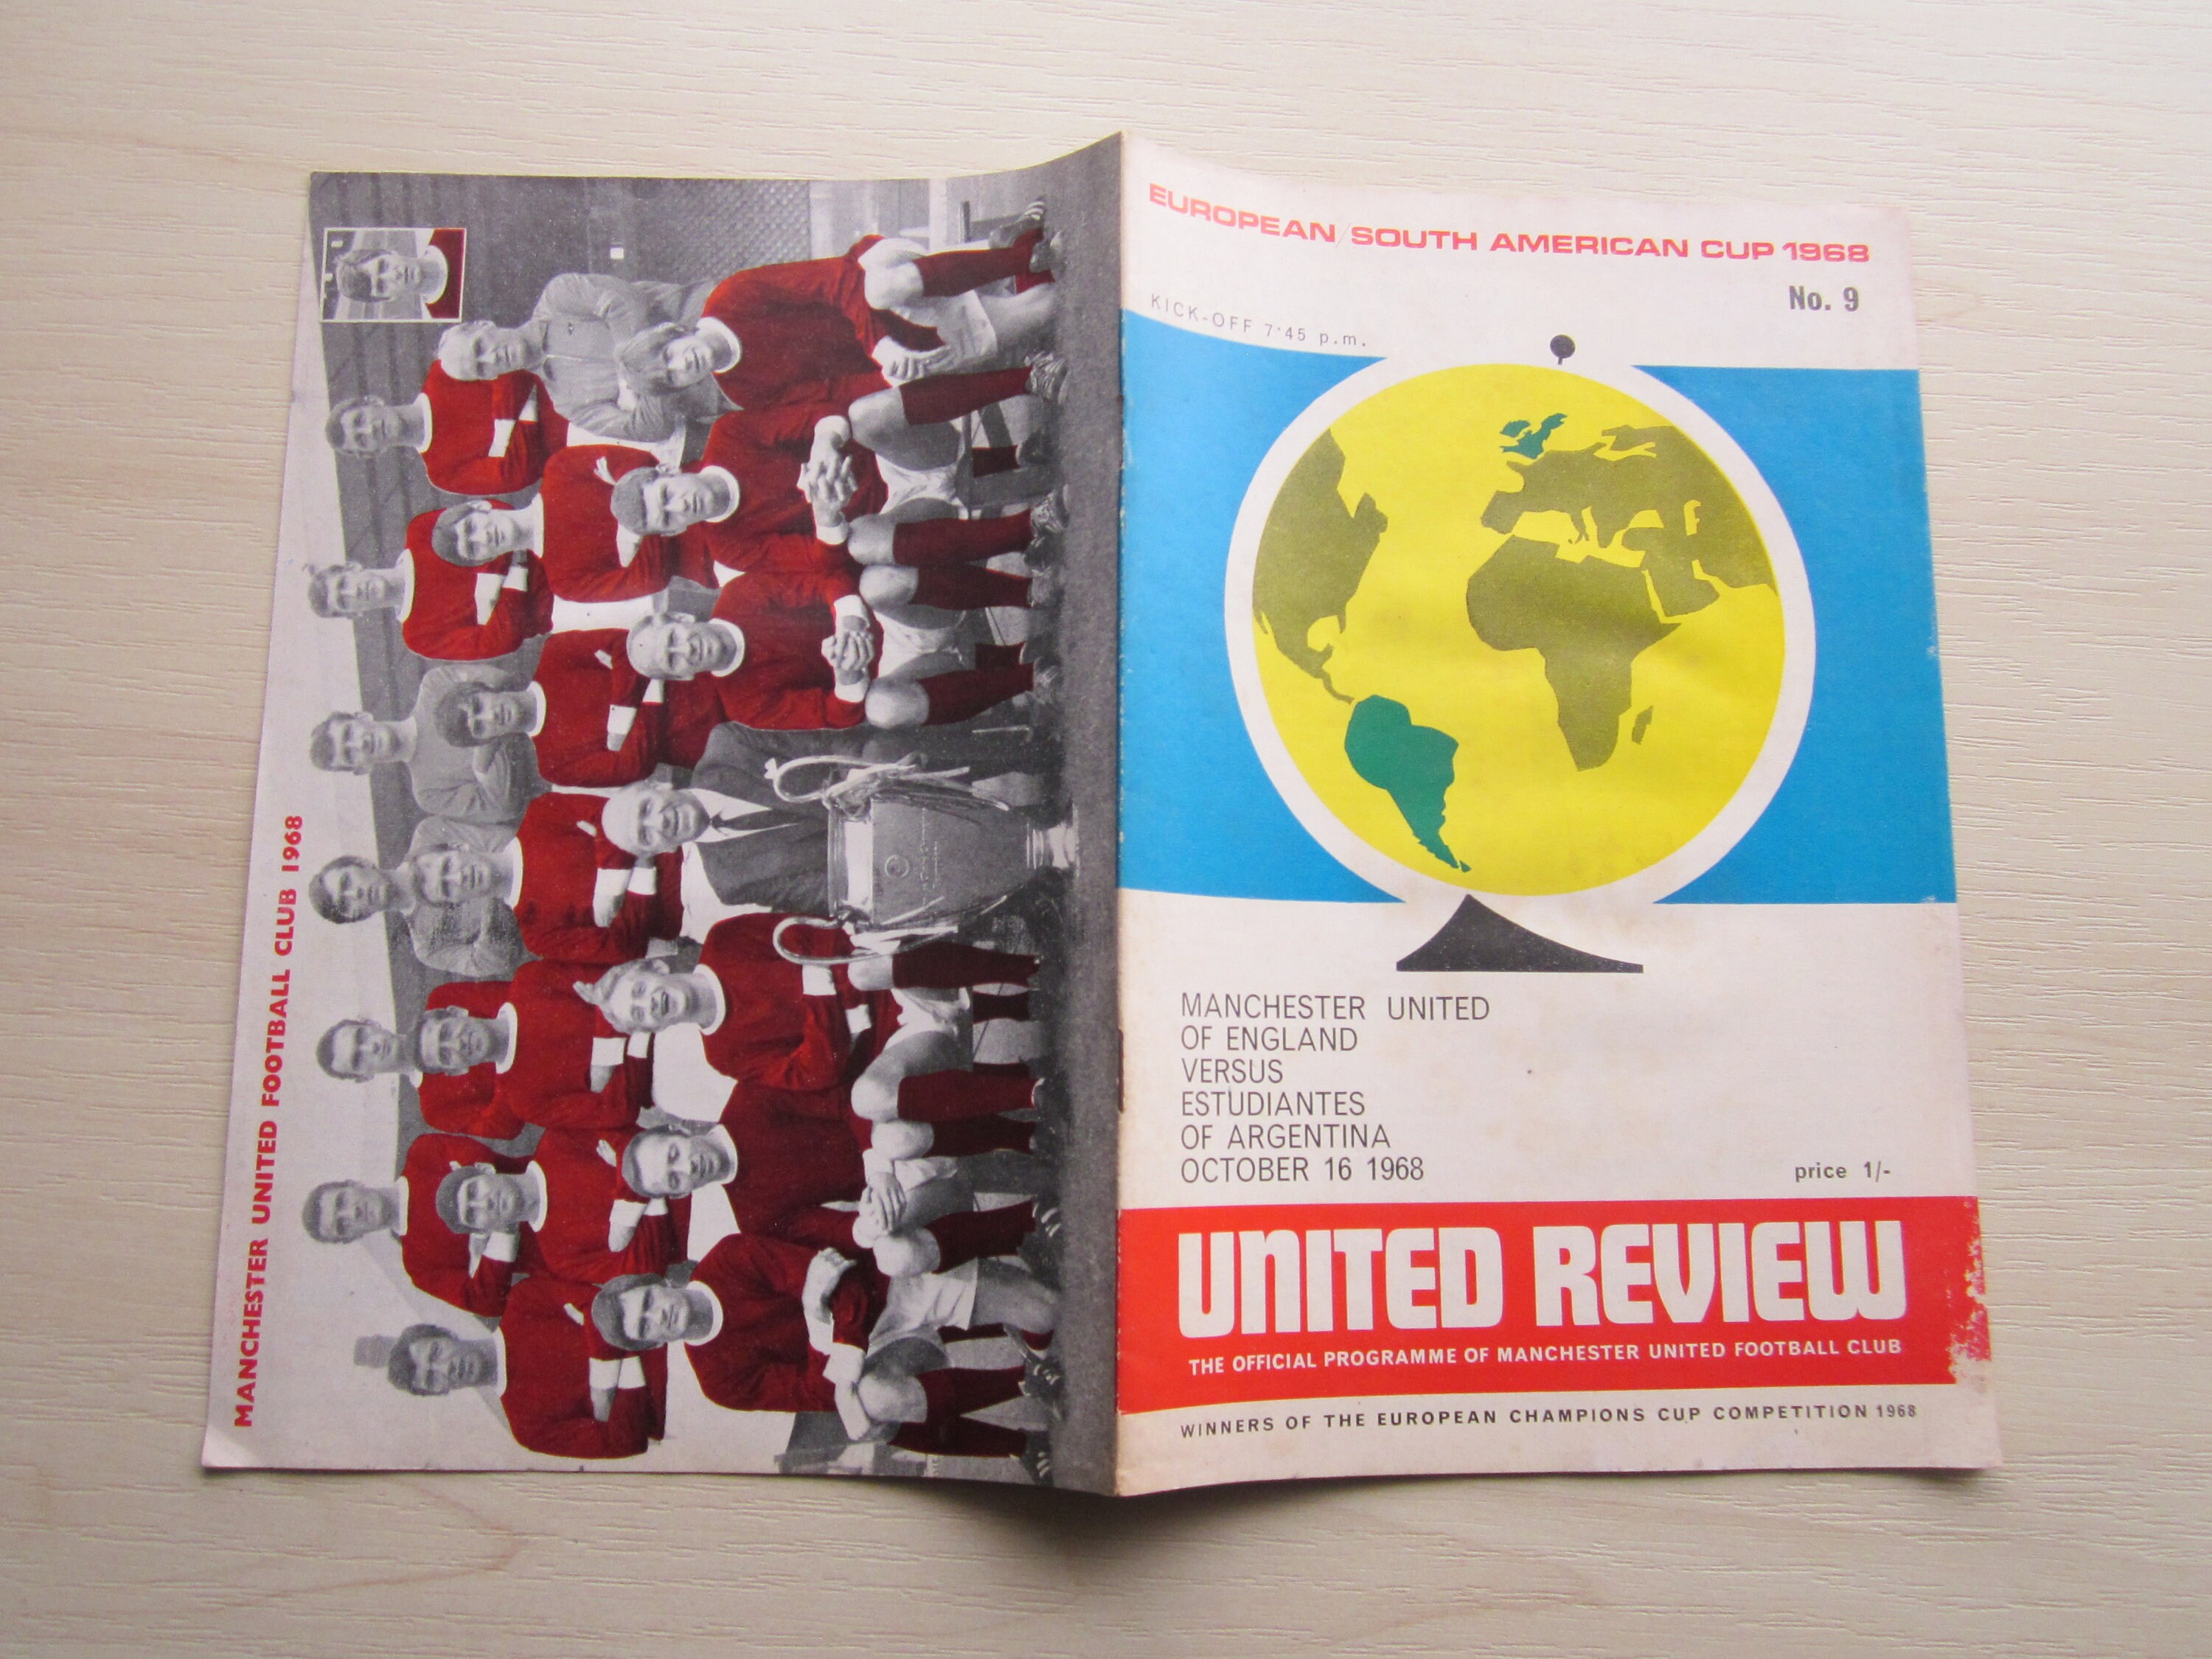 MANCHESTER UNITED FOOTBALL CLUB 1968
EUROPEAN/SOUTH AMERICAN CUP 1968
No. 9
KICK-OFF 7·45 p.m.
MANCHESTER UNITED
OF ENGLAND
VERSUS
ESTUDIANTES
OF ARGENTINA
OCTOBER 16 1968
price 1/-
UNITED REVIEW
THE OFFICIAL PROGRAMME OF MANCHESTER UNITED FOOTBALL CLUB
WINNERS OF THE EUROPEAN CHAMPIONS CUP COMPETITION 1968